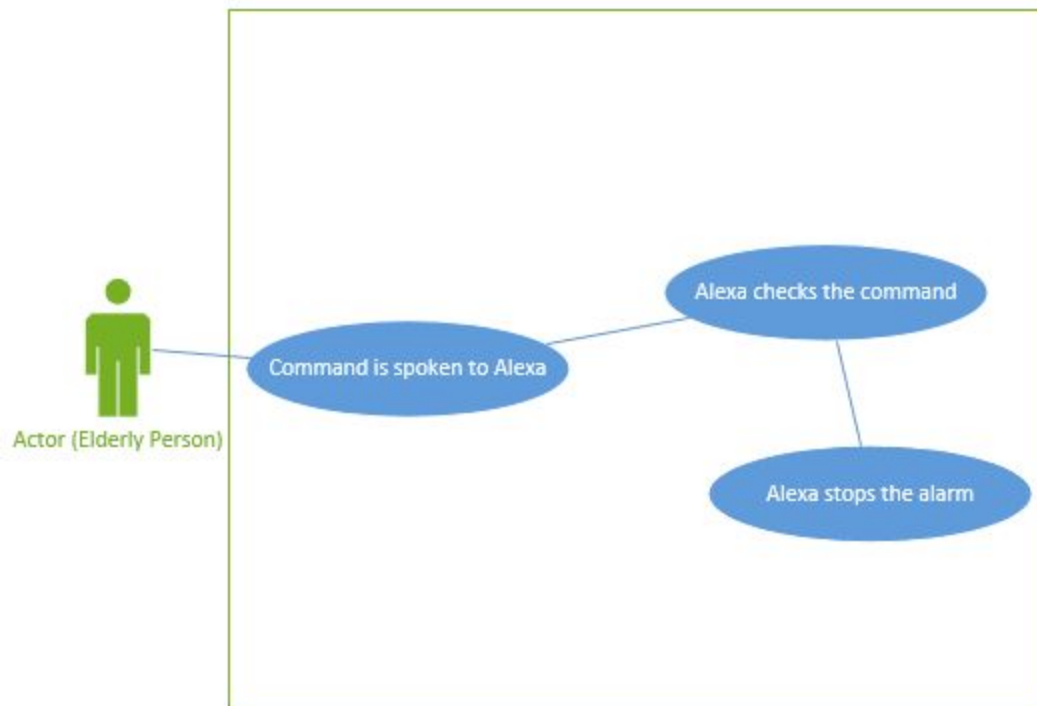 Actor (Elderly Person)
Command is spoken to Alexa
Alexa checks the command
Alexa stops the alarm